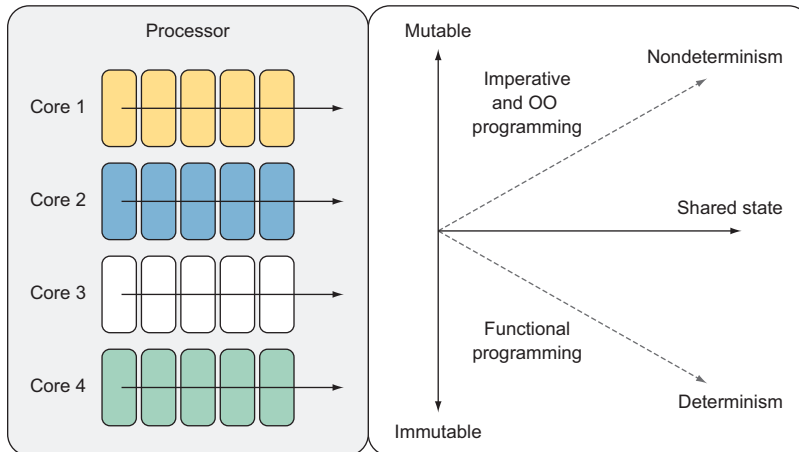 Processor
Core 1
Core 2
Core 3
Core 4
Mutable
Nondeterminism
Imperative
and OO
programming
Shared state
Functional
programming
Determinism
Immutable